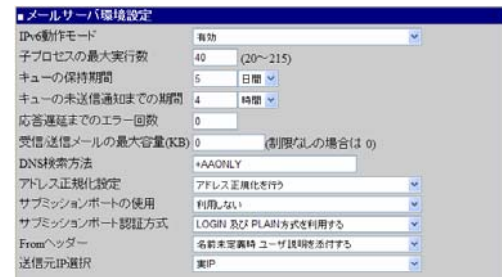 ■メールサーバ環境設定
IPv6動作モード 有効
子プロセスの最大実行数 40 (20～215)
キューの保持期間 5 日間
キューの未送信通知までの期間 4 時間
応答遅延までのエラー回数 0
受信/送信メールの最大容量(KB) 0 (制限なしの場合は 0)
DNS検索方法 +AAONLY
アドレス正規化設定 アドレス正規化を行う
サブミッションポートの使用 利用しない
サブミッションポート認証方式 LOGIN 及び PLAIN方式を利用する
Fromヘッダー 名前未定義時 ユーザ説明を添付する
送信元IP選択 実IP